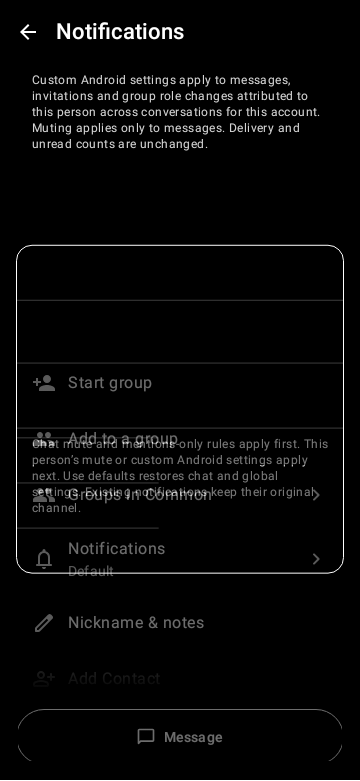 Notifications
Custom Android settings apply to messages,
invitations and group role changes attributed to
this person across conversations for this account.
Muting applies only to messages. Delivery and
unread counts are unchanged.
Start group
Add to a group
Chat mute and mentions-only rules apply first. This
person's mute or custom Android settings apply
next. Use defaults restores chat and global
settings. Existing notifications keep their original
channel.
Groups in Common
Notifications
Default
Nickname & notes
Add Contact
Message